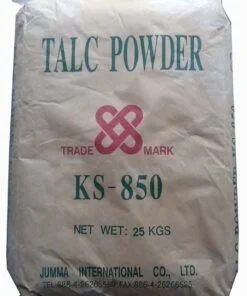 TALC POWDER
TRADE MARK
KS-850
NET WET: 25 KGS
JUMMA INTERNATIONAL CO., LTD.